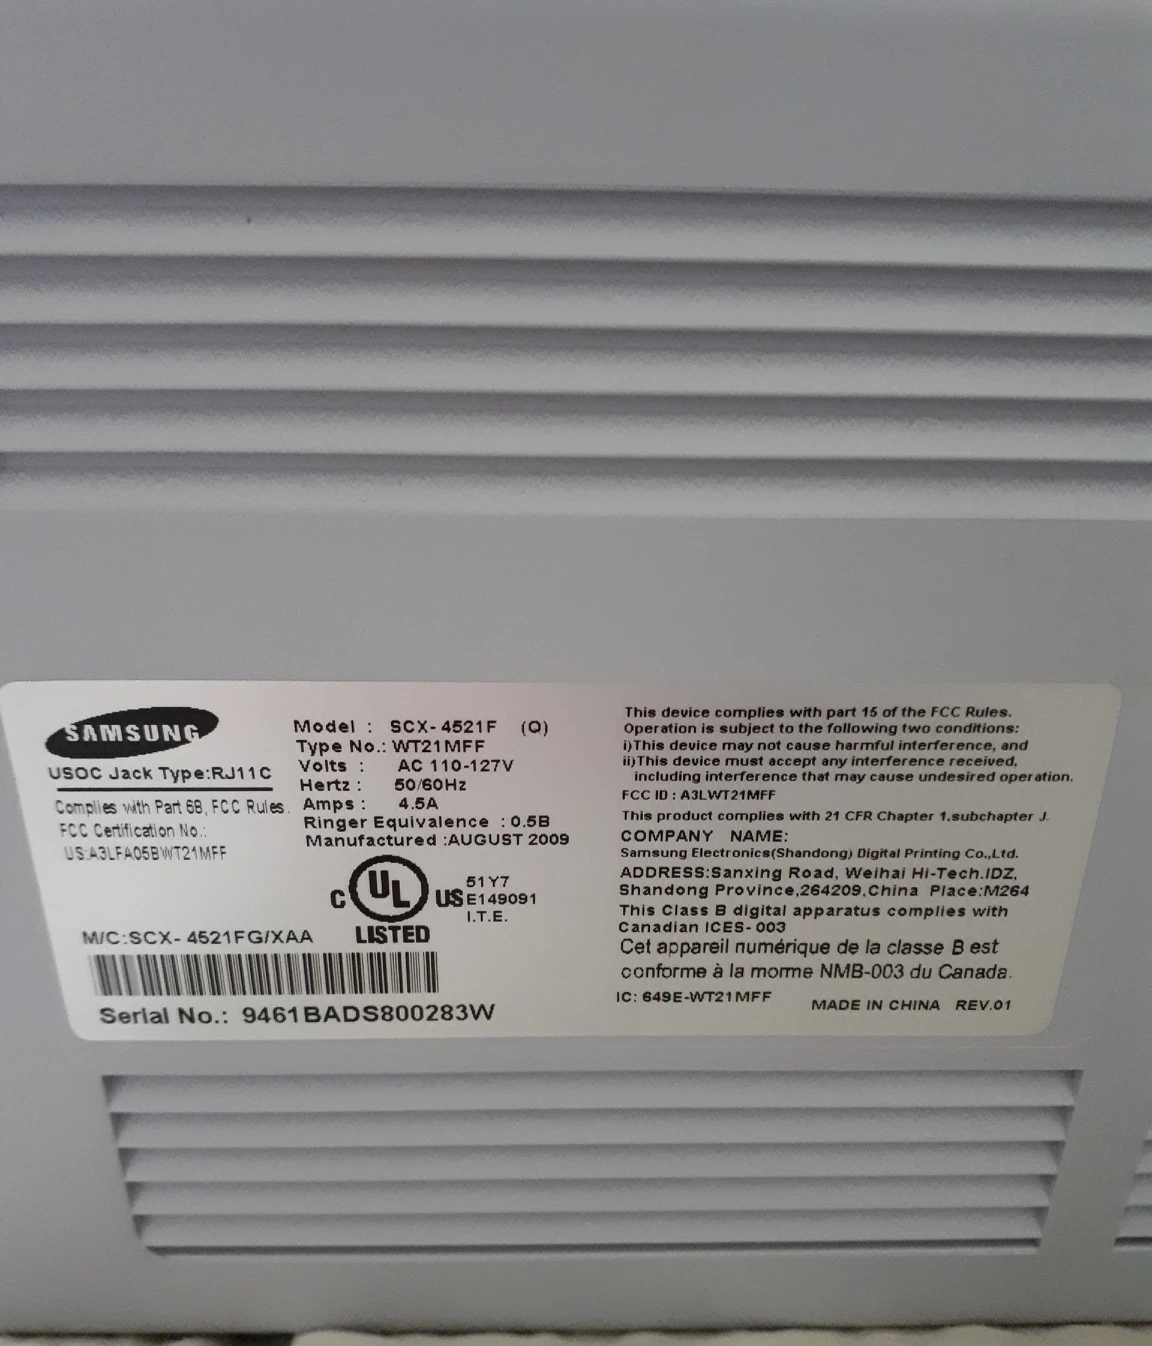 SAMSUNG
USOC Jack Type:RJ11C
Complies with Part 68, FCC Rules.
FCC Certification No.:
US:A3LFA05BWT21MFF
Model : SCX- 4521F (Q)
Type No.: WT21MFF
Volts : AC 110-127V
Hertz : 50/60Hz
Amps : 4.5A
Ringer Equivalence : 0.5B
Manufactured :AUGUST 2009
C UL US
LISTED
51Y7
E149091
I.T.E.
M/C:SCX- 4521FG/XAA
Serial No.: 9461BADS800283W
This device complies with part 15 of the FCC Rules.
Operation is subject to the following two conditions:
i)This device may not cause harmful interference, and
ii)This device must accept any interference received,
including interference that may cause undesired operation.
FCC ID : A3LWT21MFF
This product complies with 21 CFR Chapter 1,subchapter J.
COMPANY NAME:
Samsung Electronics(Shandong) Digital Printing Co.,Ltd.
ADDRESS:Sanxing Road, Weihai Hi-Tech.IDZ,
Shandong Province,264209,China Place:M264
This Class B digital apparatus complies with
Canadian ICES- 003
Cet appareil numérique de la classe B est
conforme à la morme NMB-003 du Canada.
IC: 649E-WT21MFF
MADE IN CHINA REV.01